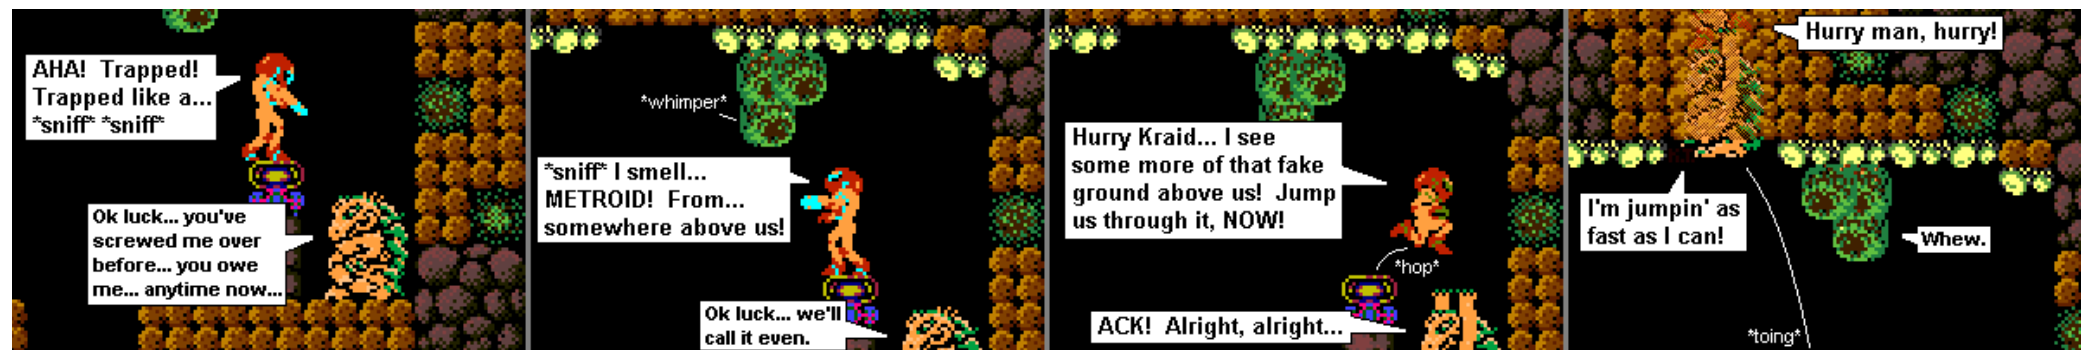 AHA! Trapped!
Trapped like a...
*sniff* *sniff*
Ok luck... you've
screwed me over
before... you owe
me... anytime now...
*whimper*
*sniff* I smell...
METROID! From...
somewhere above us!
Ok luck... we'll
call it even.
Hurry Kraid... I see
some more of that fake
ground above us! Jump
us through it, NOW!
*hop*
ACK! Alright, alright...
Hurry man, hurry!
I'm jumpin' as
fast as I can!
Whew.
*toing*